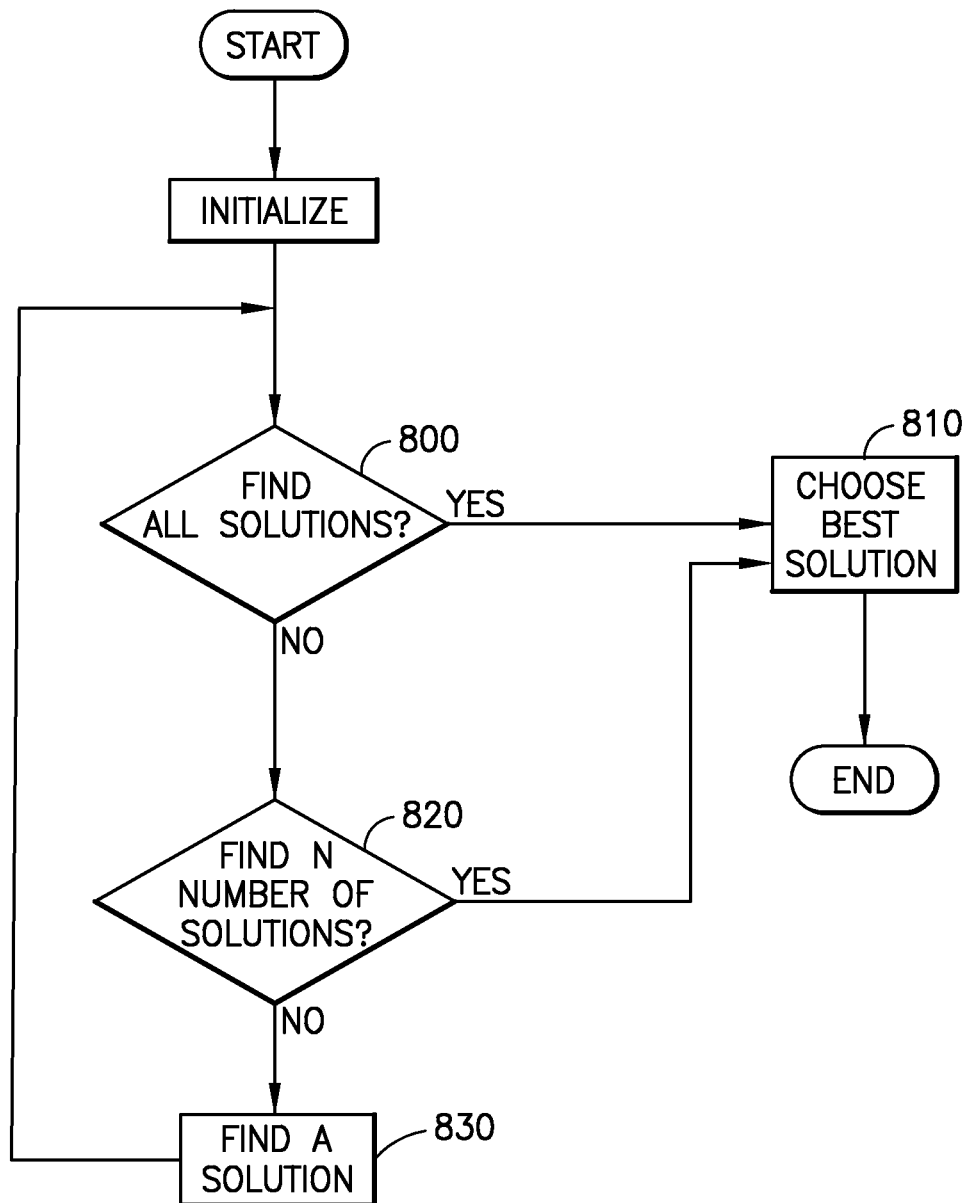 START
INITIALIZE
800
FIND
ALL SOLUTIONS?
YES
NO
810
CHOOSE
BEST
SOLUTION
END
820
FIND N
NUMBER OF
SOLUTIONS?
YES
NO
830
FIND A
SOLUTION